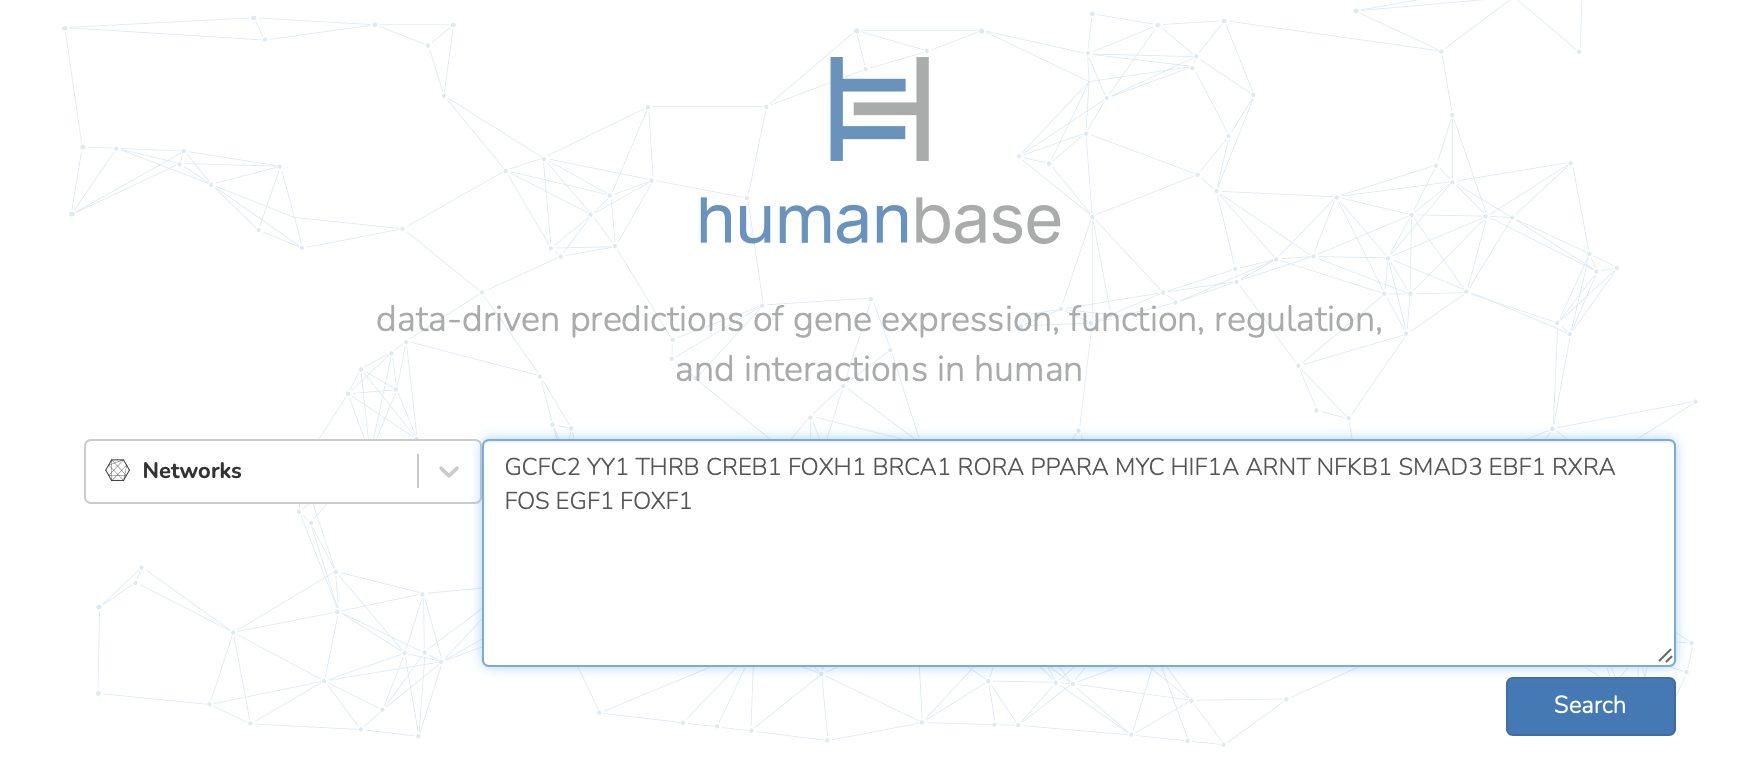 humanbase
data-driven predictions of gene expression, function, regulation,
and interactions in human
Networks
GCFC2 YY1 THRB CREB1 FOXH1 BRCA1 RORA PPARA MYC HIF1A ARNT NFKB1 SMAD3 EBF1 RXRA
FOS EGF1 FOXF1
Search